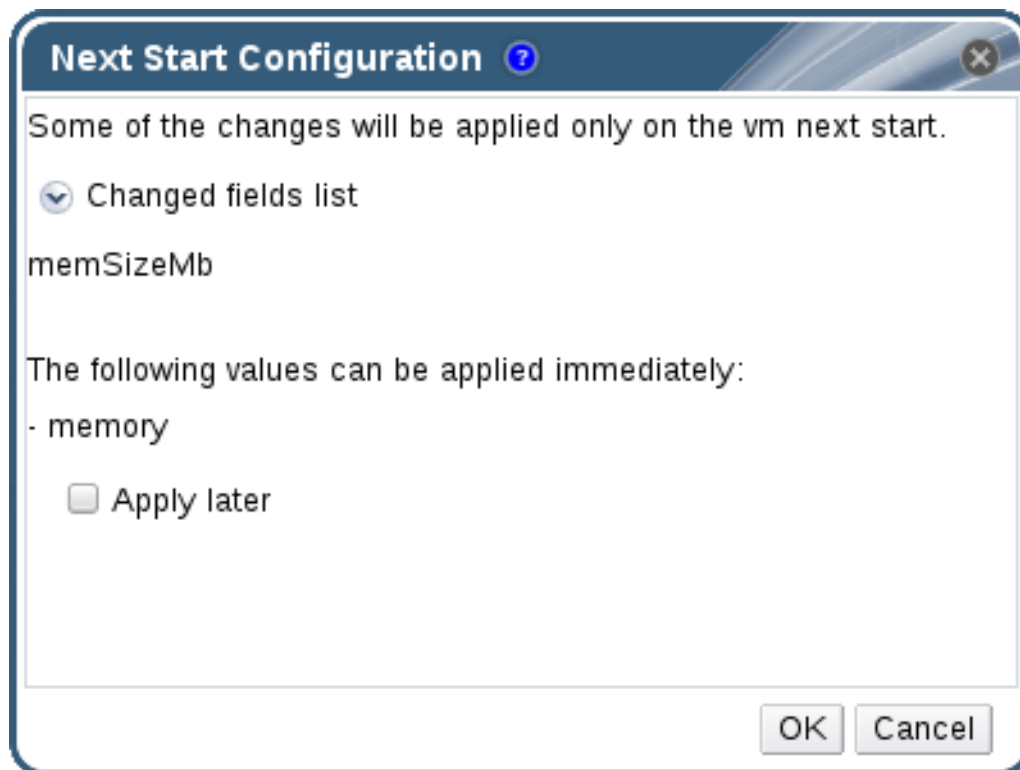 Next Start Configuration ?
Some of the changes will be applied only on the vm next start.
Changed fields list
memSizeMb
The following values can be applied immediately:
- memory
Apply later
OK Cancel